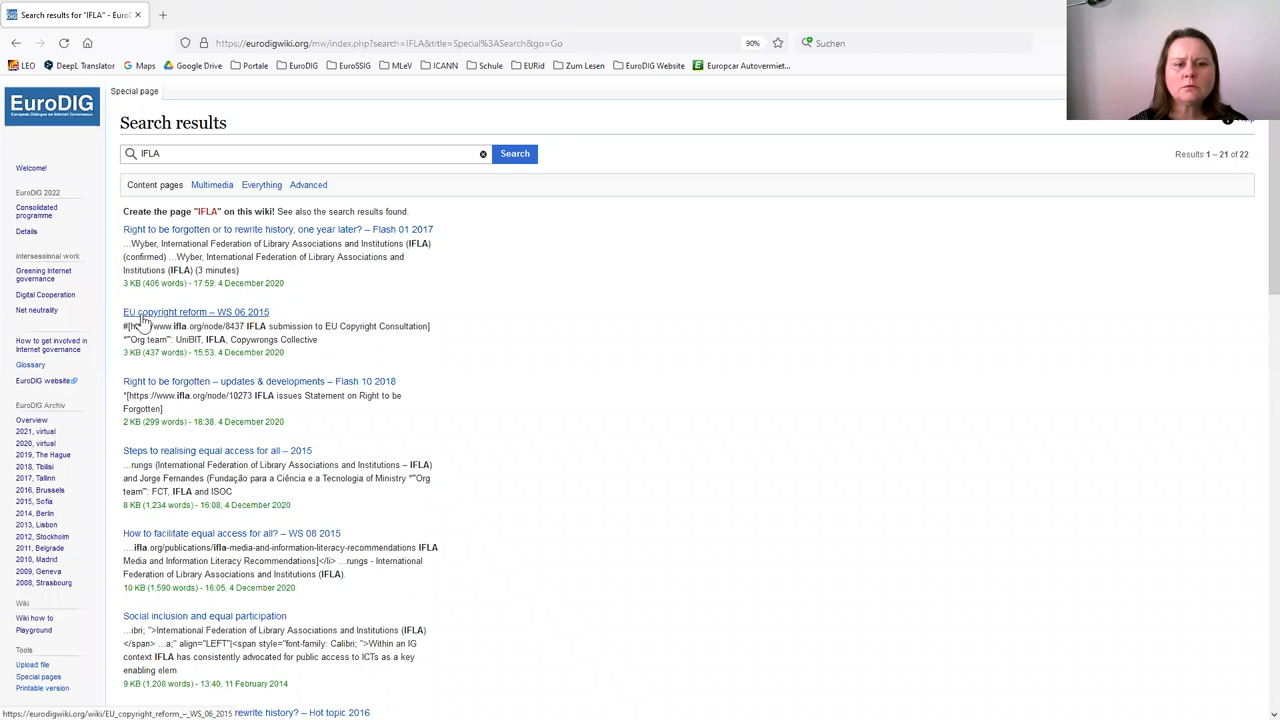 Search results for "IFLA" - Euro
https://eurodigwiki.org/mw/index.php?search=IFLA&title=Special%3ASearch&go=Go
90%
Suchen
LEO
DeepL Translator
Maps
Google Drive
Portale
EuroDIG
EuroSSIG
MLeV
ICANN
Schule
EURid
Zum Lesen
EuroDIG Website
Europcar Autovermiet...
EuroDIG
European Dialogue on Internet Governance
Welcome!
EuroDIG 2022
Consolidated
programme
Details
Intersessional work
Greening Internet
governance
Digital Cooperation
Net neutrality
How to get involved in
Internet governance
Glossary
EuroDIG website
EuroDIG Archiv
Overview
2021, virtual
2020, virtual
2019, The Hague
2018, Tbilisi
2017, Tallinn
2016, Brussels
2015, Sofia
2014, Berlin
2013, Lisbon
2012, Stockholm
2011, Belgrade
2010, Madrid
2009, Geneva
2008, Strasbourg
Wiki
Wiki how to
Playground
Tools
Upload file
Special pages
Printable version
Special page
Search results
IFLA
Search
Results 1 – 21 of 22
Content pages Multimedia Everything Advanced
Create the page "IFLA" on this wiki! See also the search results found.
Right to be forgotten or to rewrite history, one year later? – Flash 01 2017
...Wyber, International Federation of Library Associations and Institutions (IFLA)
(confirmed) ...Wyber, International Federation of Library Associations and
Institutions (IFLA) (3 minutes)
3 KB (406 words) - 17:59, 4 December 2020
EU copyright reform – WS 06 2015
www.ifla.org/node/8437 IFLA submission to EU Copyright Consultation]
*'''Org team''': UniBIT, IFLA, Copywrongs Collective
3 KB (437 words) - 15:53, 4 December 2020
Right to be forgotten – updates & developments – Flash 10 2018
*[https://www.ifla.org/node/10273 IFLA issues Statement on Right to be
Forgotten]
2 KB (299 words) - 18:38, 4 December 2020
Steps to realising equal access for all – 2015
...rungs (International Federation of Library Associations and Institutions – IFLA)
and Jorge Fernandes (Fundação para a Ciência e a Tecnologia of Ministry *'''Org
team''': FCT, IFLA and ISOC
8 KB (1,234 words) - 16:08, 4 December 2020
How to facilitate equal access for all? – WS 08 2015
....ifla.org/publications/ifla-media-and-information-literacy-recommendations IFLA
Media and Information Literacy Recommendations]</li> ...rungs - International
Federation of Library Associations and Institutions (IFLA).
10 KB (1,590 words) - 16:05, 4 December 2020
Social inclusion and equal participation
...ibri; ">International Federation of Library Associations and Institutions (IFLA)
</span> ...a;" align="LEFT"|<span style="font-family: Calibri; ">Within an IG
context IFLA has consistently advocated for public access to ICTs as a key
enabling elem
9 KB (1,208 words) - 13:40, 11 February 2014
rewrite history? – Hot topic 2016
https://eurodigwiki.org/wiki/EU_copyright_reform_–_WS_06_2015